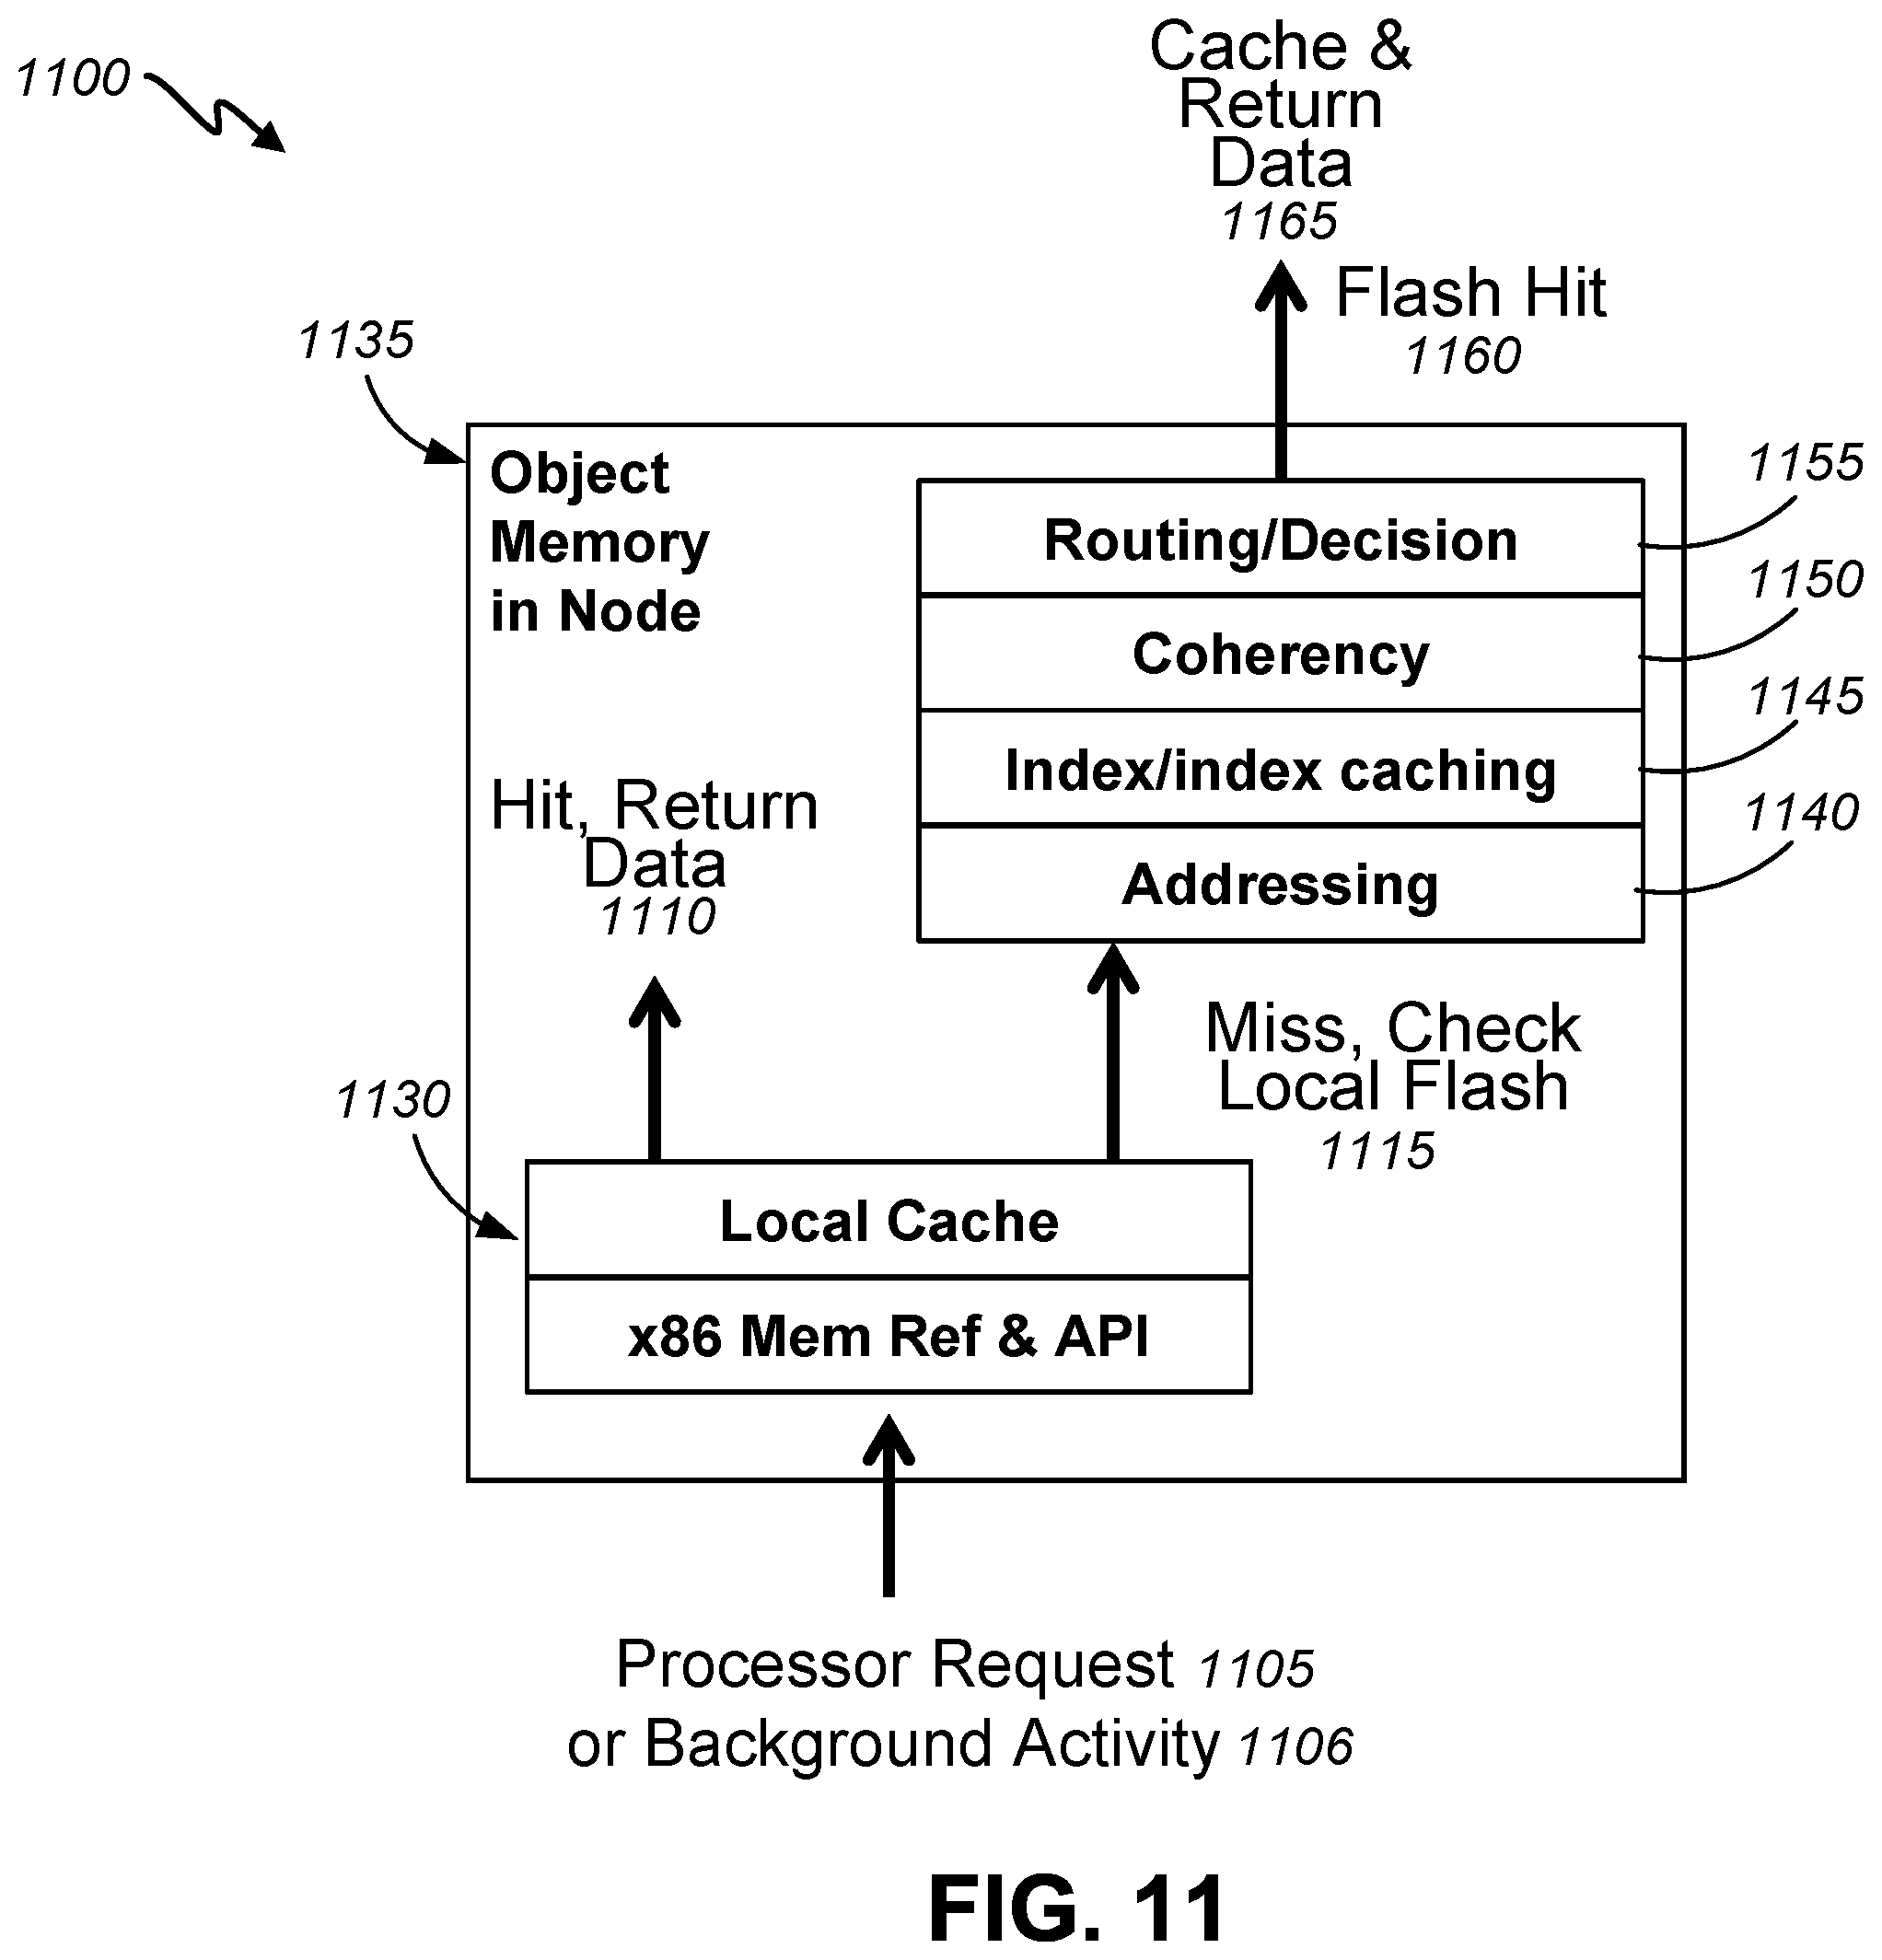 1100
Cache &
Return
Data
1165
Flash Hit
1160
1135
Object
Memory
in Node
Routing/Decision
1155
Coherency
1150
Index/index caching
1145
Addressing
1140
Hit, Return
Data
1110
Miss, Check
Local Flash
1115
1130
Local Cache
x86 Mem Ref & API
Processor Request 1105
or Background Activity 1106
FIG. 11